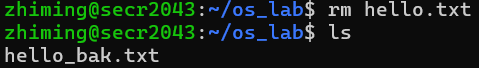 zhiming@secr2043:~/os_lab$ rm hello.txt
zhiming@secr2043:~/os_lab$ ls
hello_bak.txt